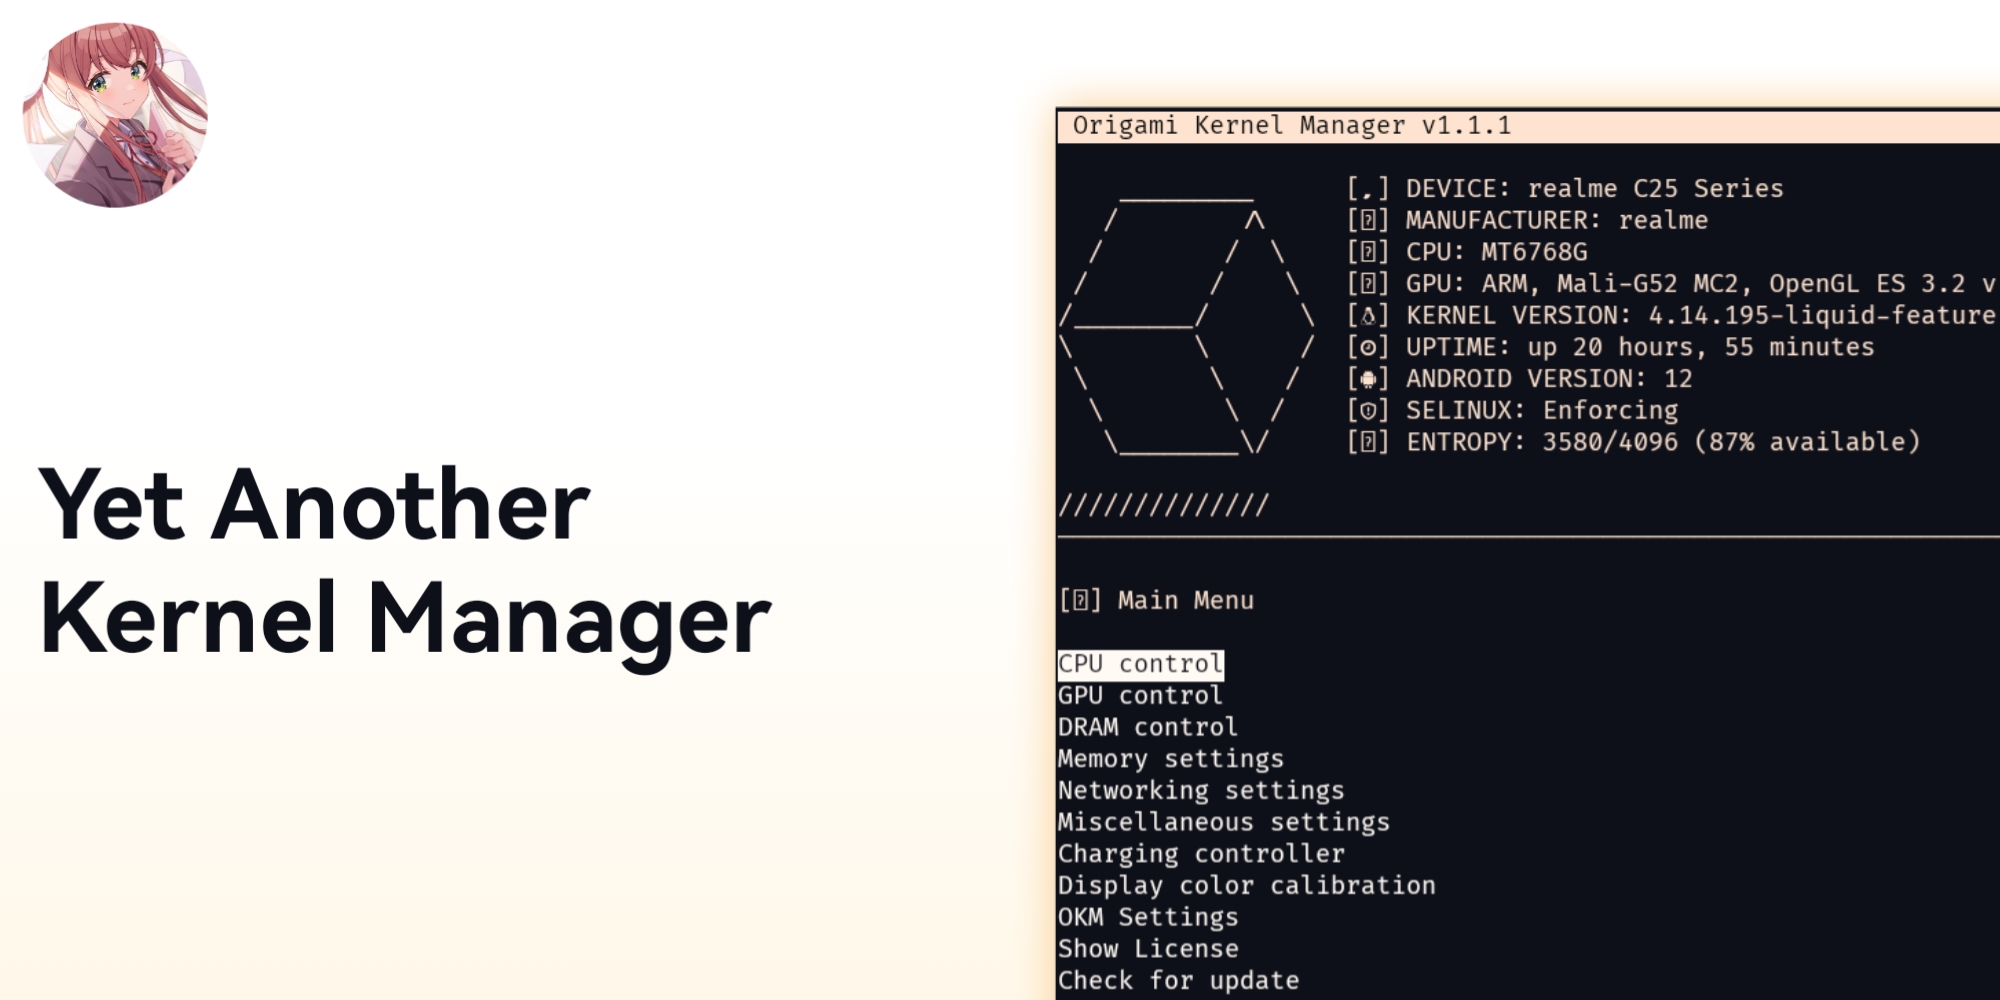 Yet Another
Kernel Manager
Origami Kernel Manager v1.1.1
[,] DEVICE: realme C25 Series
[?] MANUFACTURER: realme
[?] CPU: MT6768G
[?] GPU: ARM, Mali-G52 MC2, OpenGL ES 3.2 v
[] KERNEL VERSION: 4.14.195-liquid-feature
[] UPTIME: up 20 hours, 55 minutes
[] ANDROID VERSION: 12
[] SELINUX: Enforcing
[?] ENTROPY: 3580/4096 (87% available)
//////////////
[?] Main Menu
CPU control
GPU control
DRAM control
Memory settings
Networking settings
Miscellaneous settings
Charging controller
Display color calibration
OKM Settings
Show License
Check for update